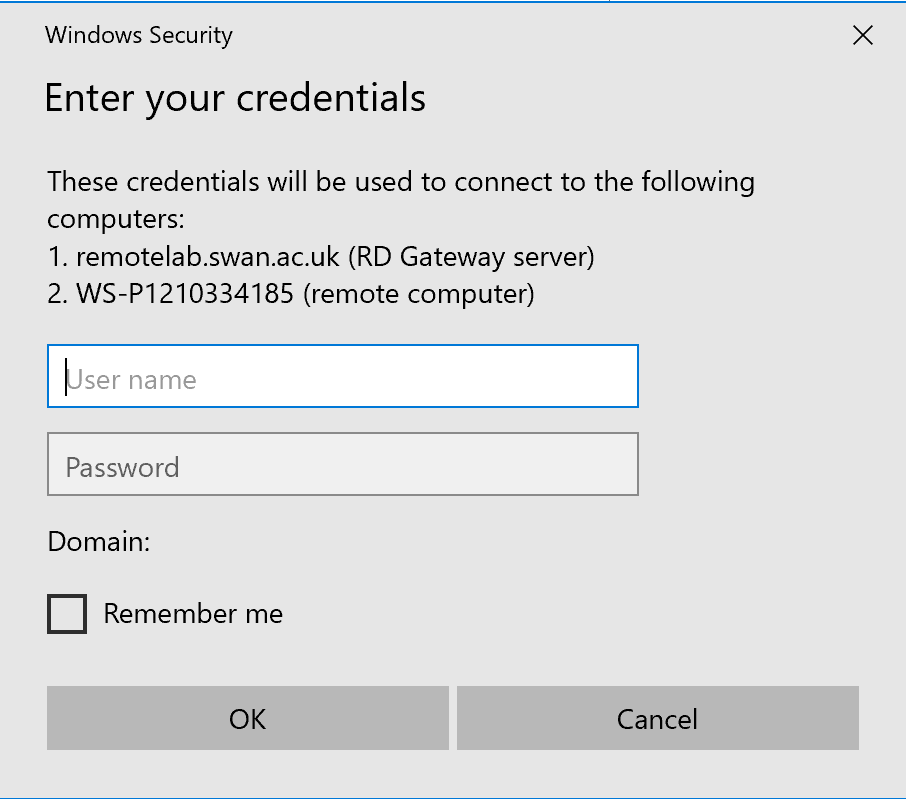 Windows Security
Enter your credentials
These credentials will be used to connect to the following
computers:
1. remotelab.swan.ac.uk (RD Gateway server)
2. WS-P1210334185 (remote computer)
User name
Password
Domain:
Remember me
OK Cancel